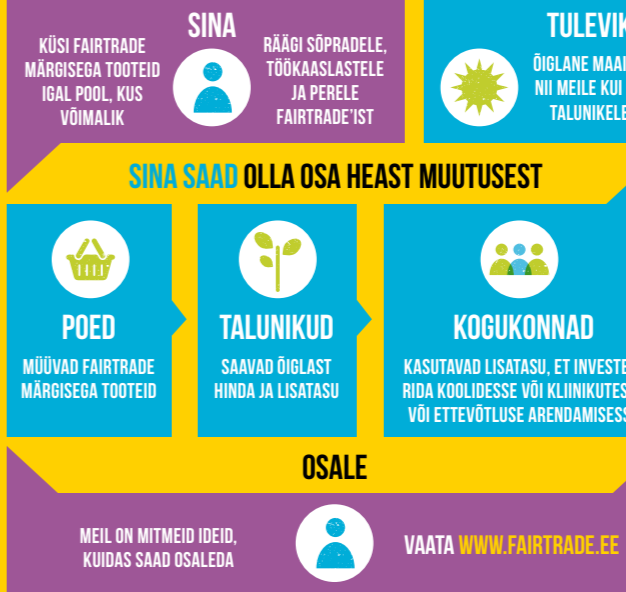 SINA
KÜSI FAIRTRADE
MÄRGISEGA TOOTEID
IGAL POOL, KUS
VÕIMALIK
RÄÄGI SÕPRADELE,
TÖÖKAASLASTELE
JA PERELE
FAIRTRADE'IST
TULEVIK
ÕIGLANE
NII MEILE KUI
TALUNIKELE
SINA SAAD OLLA OSA HEAST MUUTUSEST
POED
MÜÜVAD FAIRTRADE
MÄRGISEGA TOOTEID
TALUNIKUD
SAAVAD ÕIGLAST
HINDA JA LISATASU
KOGUKONNAD
KASUTAVAD LISATASU, ET
RIDA KOOLIDESSE VÕI
VÕI ETTEVÕTLUSE
OSALE
MEIL ON MITMEID IDEID,
KUIDAS SAAD OSALEDA
VAATA WWW.FAIRTRADE.EE